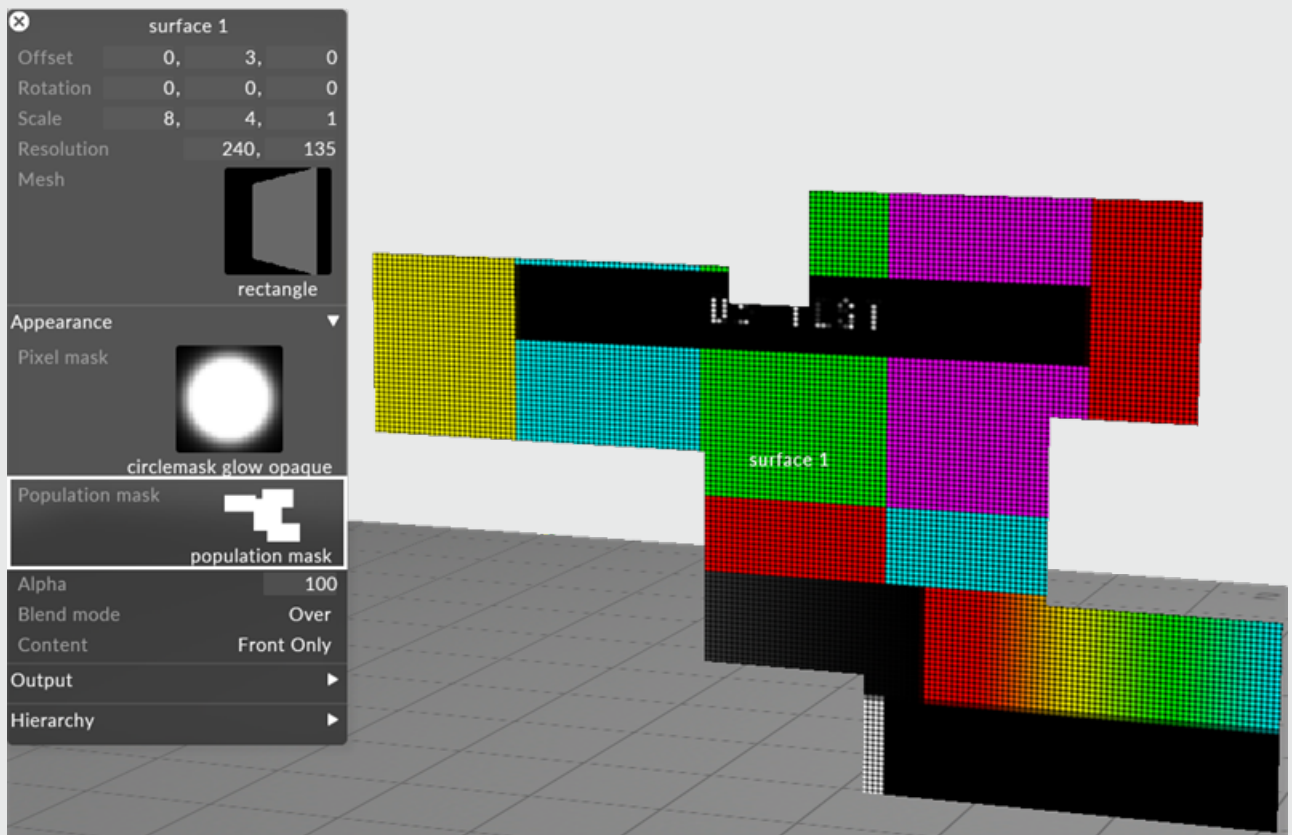 surface 1
Offset 0, 3, 0
Rotation 0, 0, 0
Scale 8, 4, 1
Resolution 240, 135
Mesh
rectangle
Appearance
Pixel mask
circlemask glow opaque
Population mask
population mask
Alpha 100
Blend mode Over
Content Front Only
Output
Hierarchy
surface 1